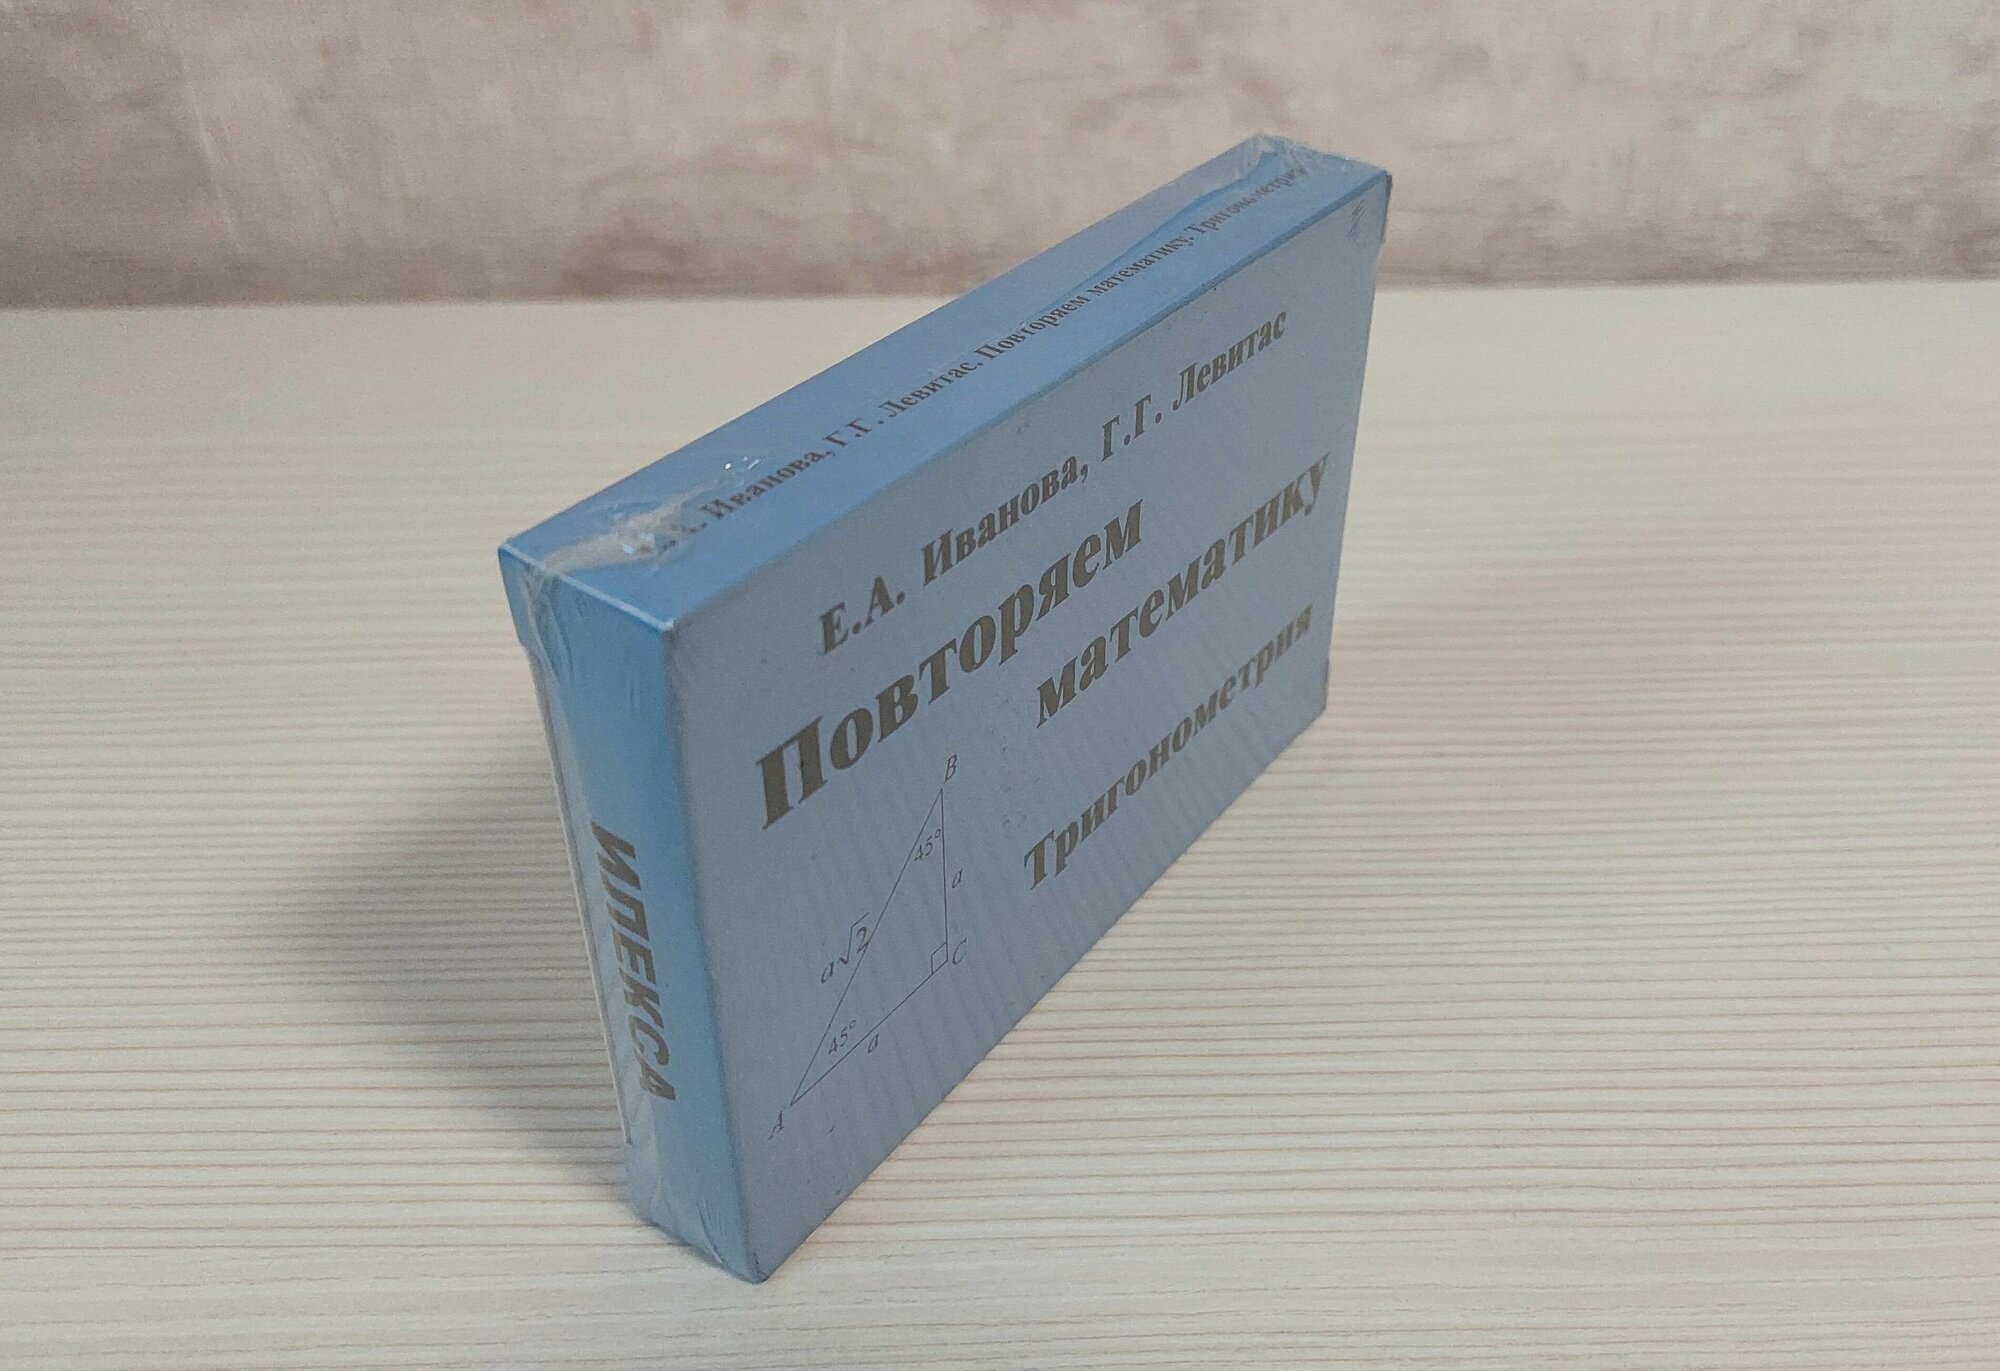 Иванова, Г.Г. Левитас. Повторяем математику. Тригонометрия
Е.А. Иванова, Г.Г. Левитас
Повторяем
математику
Тригонометрия
B
45°
a
a√2
C
45°
a
A
ИЛЕКСА